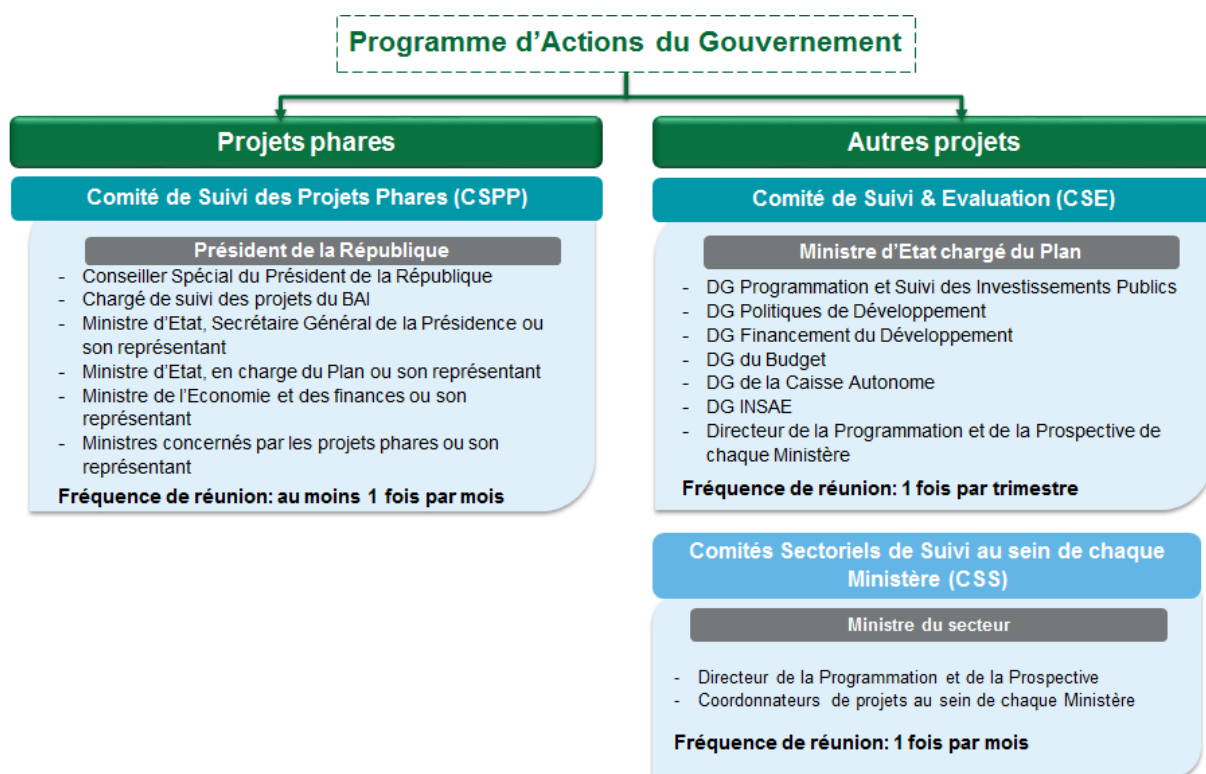 Programme d'Actions du Gouvernement
Projets phares
Comité de Suivi des Projets Phares (CSPP)
Président de la République
- Conseiller Spécial du Président de la République
- Chargé de suivi des projets du BAI
- Ministre d'Etat, Secrétaire Général de la Présidence ou
son représentant
- Ministre d'Etat, en charge du Plan ou son représentant
- Ministre de l'Economie et des finances ou son
représentant
- Ministres concernés par les projets phares ou son
représentant
Fréquence de réunion: au moins 1 fois par mois
Autres projets
Comité de Suivi & Evaluation (CSE)
Ministre d'Etat chargé du Plan
- DG Programmation et Suivi des Investissements Publics
- DG Politiques de Développement
- DG Financement du Développement
- DG du Budget
- DG de la Caisse Autonome
- DG INSAE
- Directeur de la Programmation et de la Prospective de
chaque Ministère
Fréquence de réunion: 1 fois par trimestre
Comités Sectoriels de Suivi au sein de chaque
Ministère (CSS)
Ministre du secteur
- Directeur de la Programmation et de la Prospective
- Coordonnateurs de projets au sein de chaque Ministère
Fréquence de réunion: 1 fois par mois